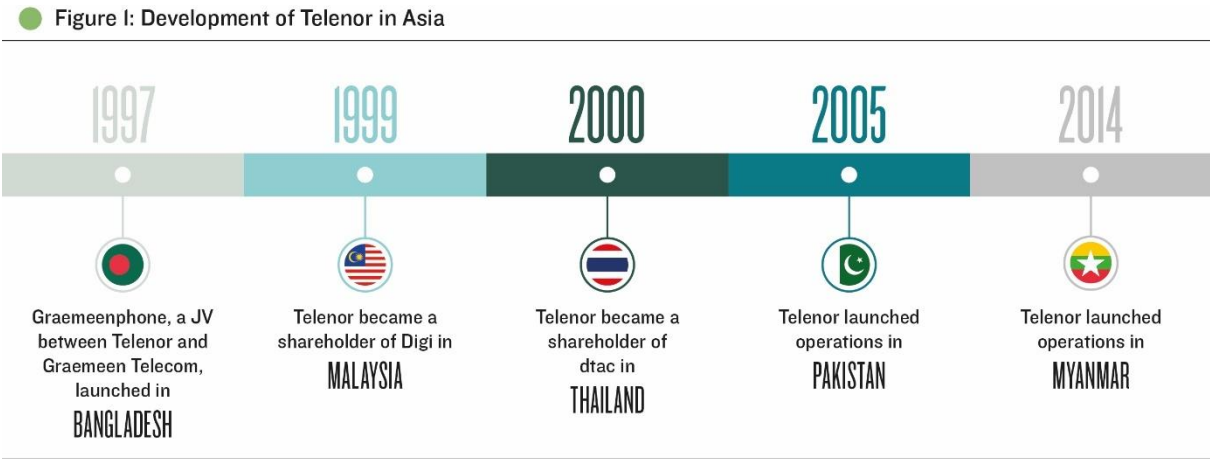 Figure 1: Development of Telenor in Asia
1997
Graemeenphone, a JV
between Telenor and
Graemeen Telecom,
launched in
BANGLADESH
1999
Telenor became a
shareholder of Digi in
MALAYSIA
2000
Telenor became a
shareholder of
dtac in
THAILAND
2005
Telenor launched
operations in
PAKISTAN
2014
Telenor launched
operations in
MYANMAR